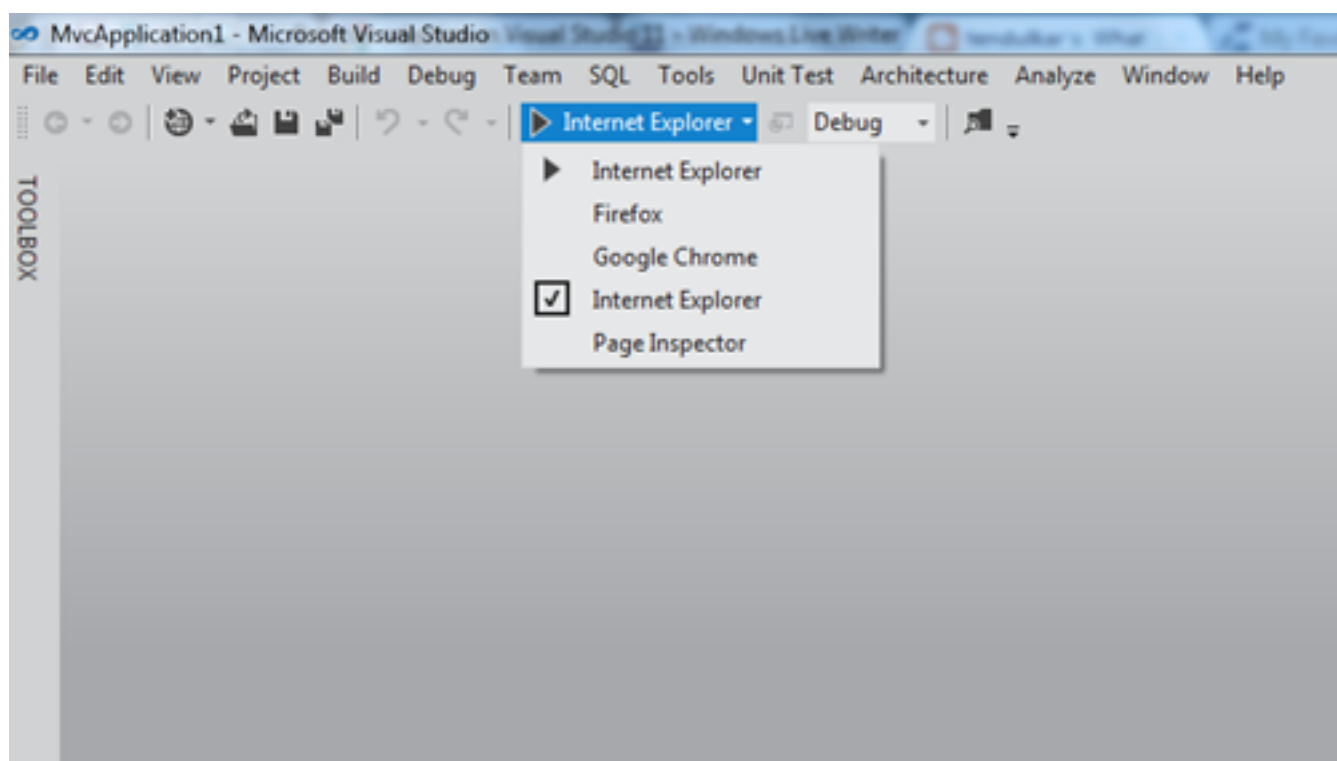 MvcApplication1 - Microsoft Visual Studio
File Edit View Project Build Debug Team SQL Tools Unit Test Architecture Analyze Window Help
Internet Explorer Debug
Internet Explorer
Firefox
Google Chrome
Internet Explorer
Page Inspector
TOOLBOX